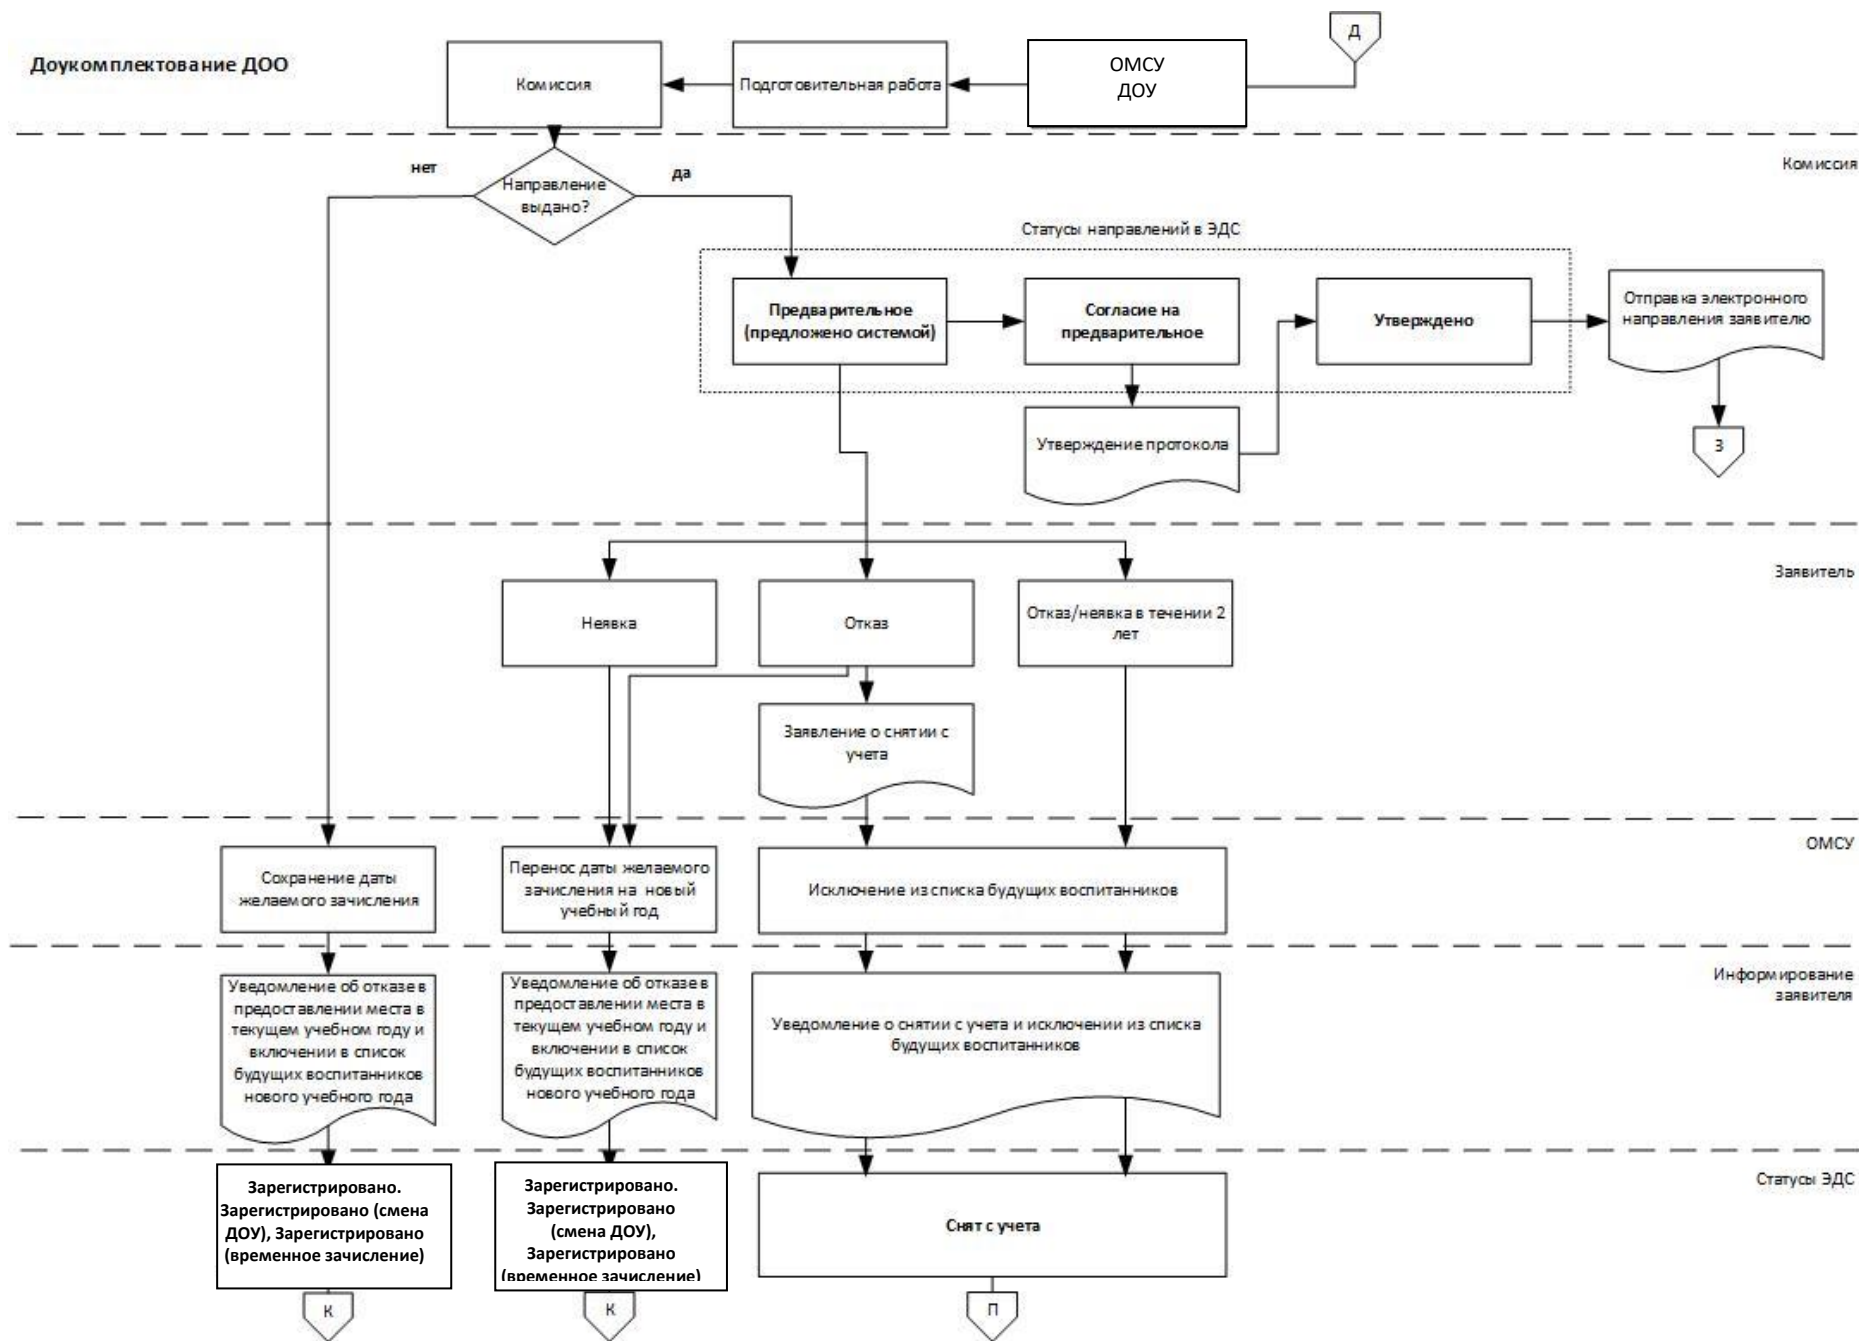 Д
Доукомплектование ДОО
Комиссия
Подготовительная работа
ОМСУ
ДОУ
Комиссия
нет
да
Направление
выдано?
Статусы направлений в ЭДС
Предварительное
(предложено системой)
Согласие на
предварительное
Утверждено
Отправка электронного
направления заявителю
Утверждение протокола
З
Заявитель
Неявка
Отказ
Отказ/неявка в течении 2
лет
Заявление о снятии с
учета
ОМСУ
Сохранение даты
желаемого зачисления
Перенос даты желаемого
зачисления на новый
учебный год
Исключение из списка будущих воспитанников
Информирование
заявителя
Уведомление об отказе в
предоставлении места в
текущем учебном году и
включении в список
будущих воспитанников
нового учебного года
Уведомление об отказе в
предоставлении места в
текущем учебном году и
включении в список
будущих воспитанников
нового учебного года
Уведомление о снятии с учета и исключении из списка
будущих воспитанников
Статусы ЭДС
Зарегистрировано.
Зарегистрировано (смена
ДОУ), Зарегистрировано
(временное зачисление)
Зарегистрировано.
Зарегистрировано
(смена ДОУ),
Зарегистрировано
(временное зачисление)
Снят с учета
К
К
П